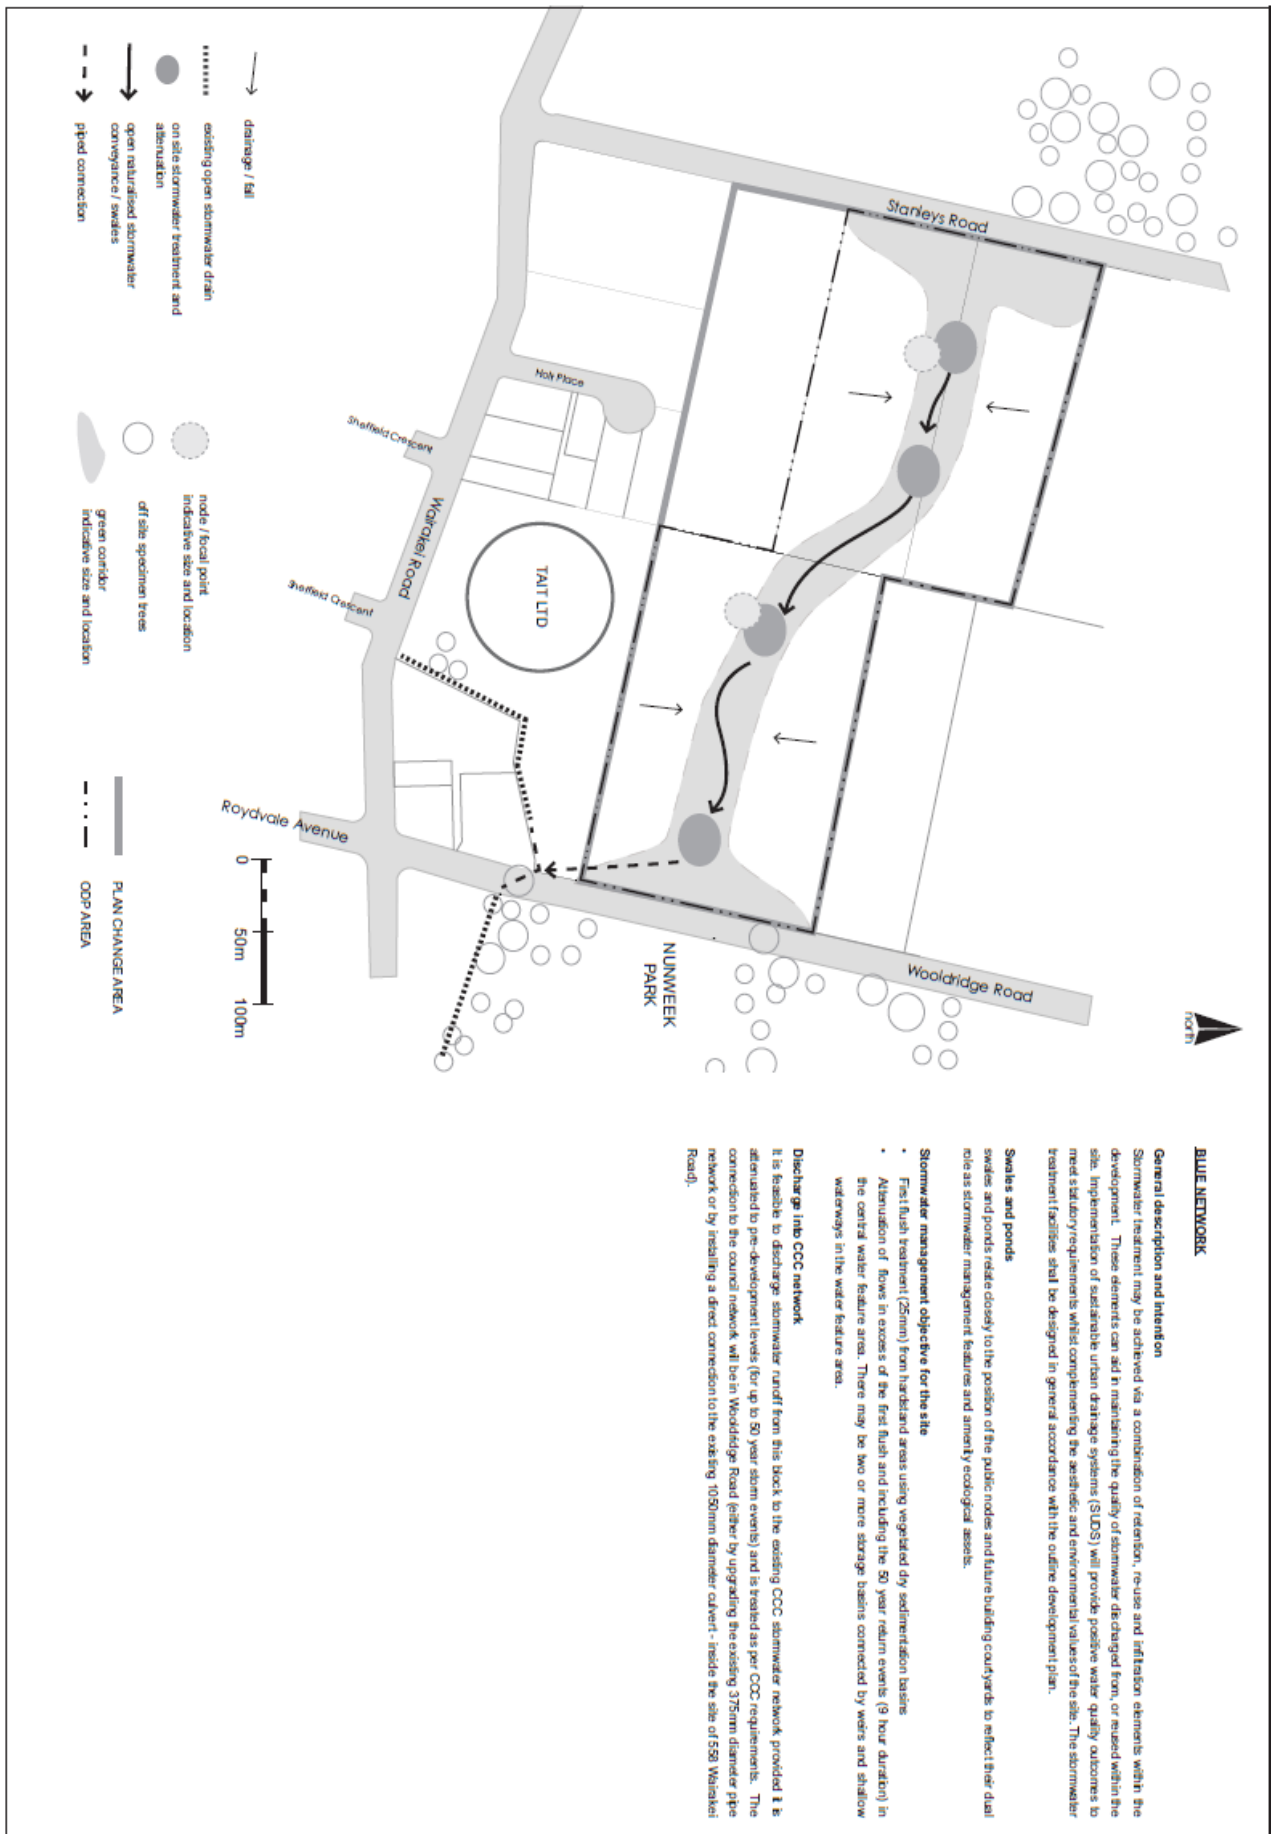 Stanleys Road
Holt Place
Sheffield Crescent
Wairakei Road
Sheffield Crescent
TAIT LTD
Roydvale Avenue
NUNWEEK
PARK
Wooldridge Road
north
0
50m
100m
drainage / fall
existing open stormwater drain
on site stormwater treatment and
attenuation
open naturalised stormwater
conveyance / swales
piped connection
node / focal point
indicative size and location
off site specimen trees
green corridor
indicative size and location
PLAN CHANGE AREA
ODP AREA
BLUE NETWORK
General description and intention
Stormwater treatment may be achieved via a combination of retention, re-use and infiltration elements within the
development. These elements can aid in maintaining the quality of stormwater discharged from, or reused within the
site. Implementation of sustainable urban drainage systems (SUDS) will provide positive water quality outcomes to
meet statutory requirements whilst complementing the aesthetic and environmental values of the site. The stormwater
treatment facilities shall be designed in general accordance with the outline development plan.
Swales and ponds
swales and ponds relate closely to the position of the public nodes and future building courtyards to reflect their dual
role as stormwater management features and amenity ecological assets.
Stormwater management objective for the site
• First flush treatment (25mm) from hardstand areas using vegetated dry sedimentation basins
• Attenuation of flows in excess of the first flush and including the 50 year return events (9 hour duration) in
the central water feature area. There may be two or more storage basins connected by weirs and shallow
waterways in the water feature area.
Discharge into CCC network
It is feasible to discharge stormwater runoff from this block to the existing CCC stormwater network provided it is
attenuated to pre-development levels (for up to 50 year storm events) and is treated as per CCC requirements. The
connection to the council network will be in Wooldridge Road (either by upgrading the existing 375mm diameter pipe
network or by installing a direct connection to the existing 1050mm diameter culvert - inside the site of 558 Wairakei
Road).